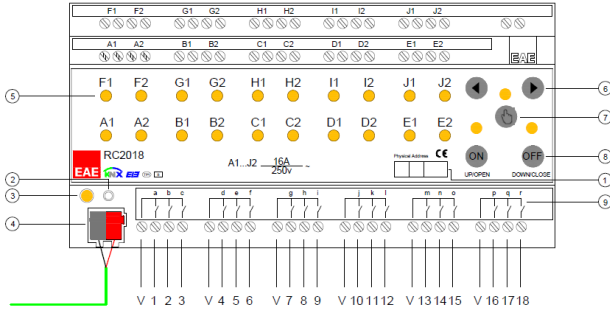 F1 F2 G1 G2 H1 H2 I1 I2 J1 J2
A1 A2 B1 B2 C1 C2 D1 D2 E1 E2
EAE
F1 F2 G1 G2 H1 H2 I1 I2 J1 J2
5
6
7
A1 A2 B1 B2 C1 C2 D1 D2 E1 E2
EAE
RC2018
KNX EIB
A1...J2 16A ~
250v
Physical Address CE
ON OFF
8
UP/OPEN DOWN/CLOSE
1
2
3
4
a b c d e f g h i j k l m n o p q r
9
V 1 2 3 V 4 5 6 V 7 8 9 V 10 11 12 V 13 14 15 V 16 17 18